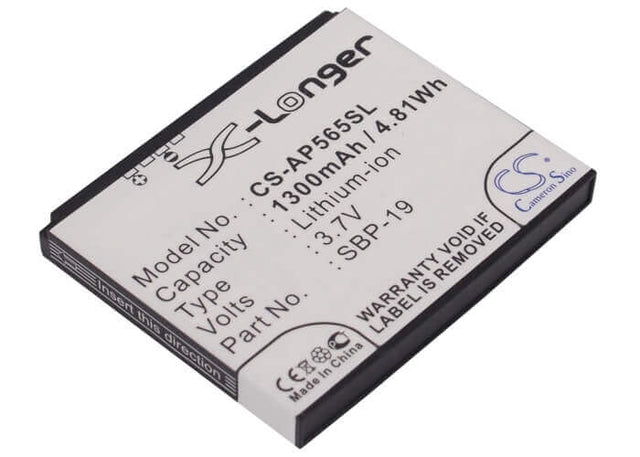 X-Longer
Model No. : CS-AP565SL
Capacity : 1300mAh / 4.81Wh
Type : Lithium-ion
Volts : 3.7V
Part No. : SBP-19
CS
Cameron Sino
WARRANTY VOID IF
LABEL IS REMOVED
CE
Made in China
Insert this direction